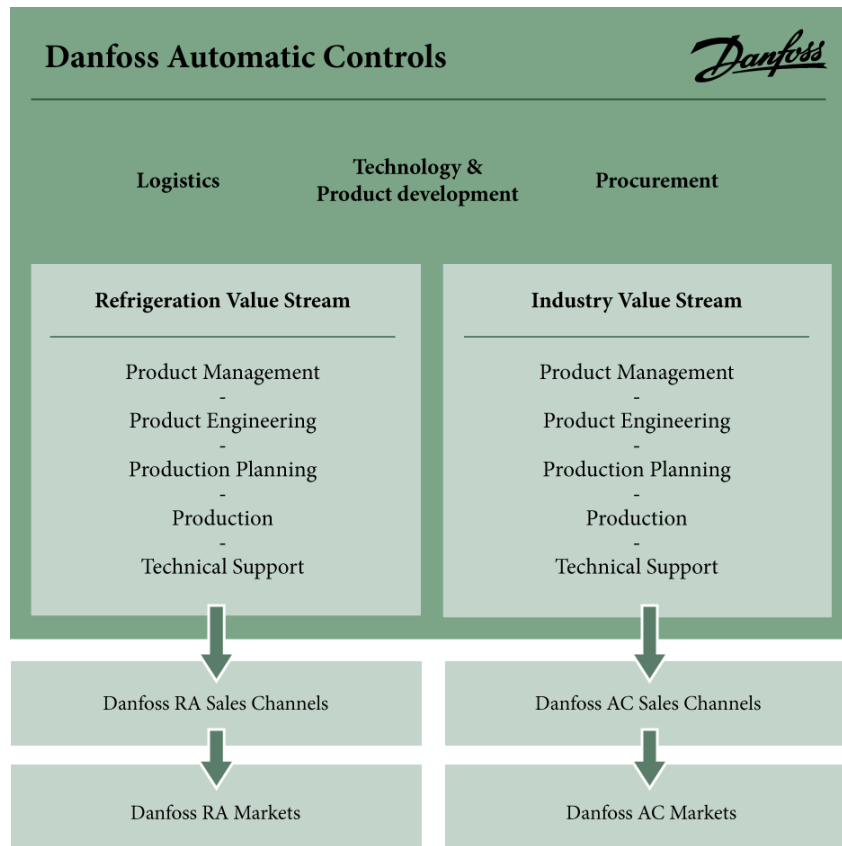 Danfoss Automatic Controls
Danfoss
Logistics
Technology &
Product development
Procurement
Refrigeration Value Stream
Product Management
-
Product Engineering
-
Production Planning
-
Production
-
Technical Support
Industry Value Stream
Product Management
-
Product Engineering
-
Production Planning
-
Production
-
Technical Support
Danfoss RA Sales Channels
Danfoss AC Sales Channels
Danfoss RA Markets
Danfoss AC Markets